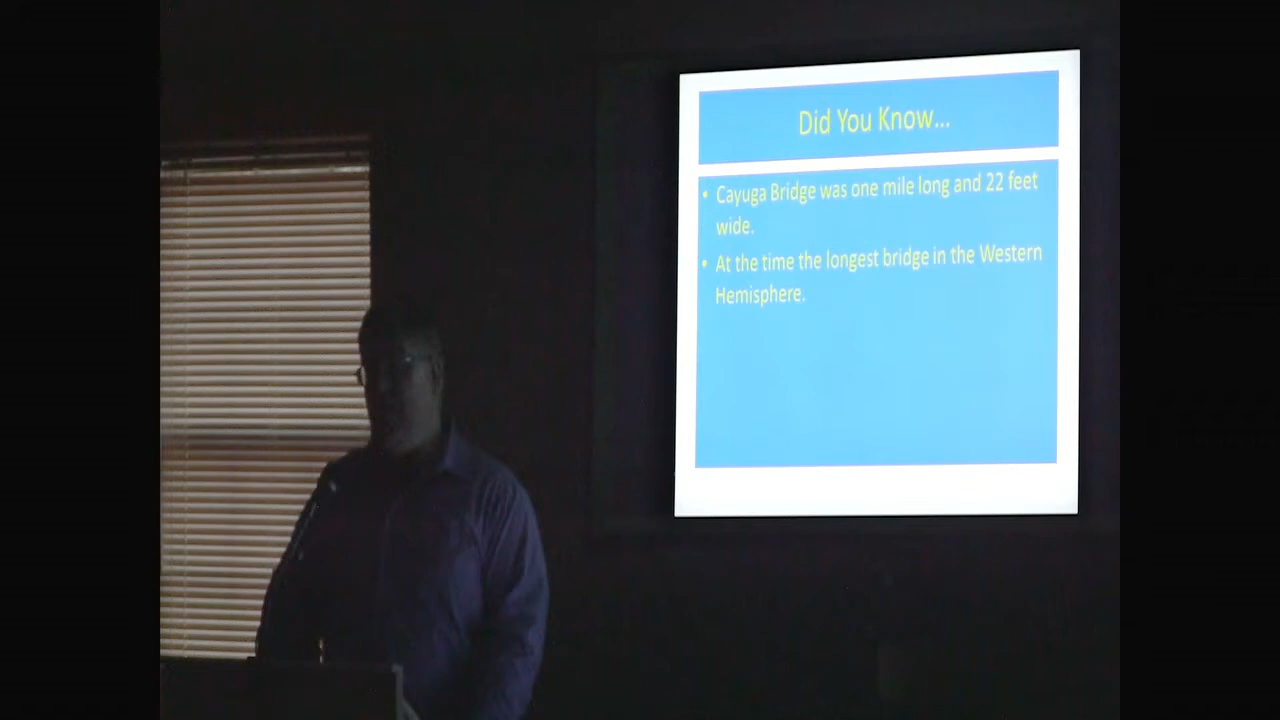 Did You Know...
• Cayuga Bridge was one mile long and 22 feet
wide.
• At the time the longest bridge in the Western
Hemisphere.